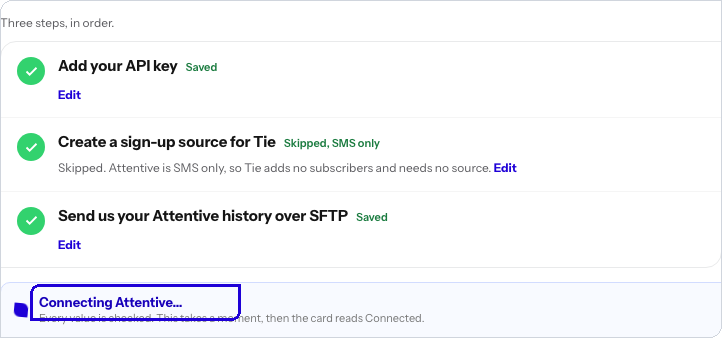 Three steps, in order.
Add your API key Saved
Edit
Create a sign-up source for Tie Skipped, SMS only
Skipped. Attentive is SMS only, so Tie adds no subscribers and needs no source. Edit
Send us your Attentive history over SFTP Saved
Edit
Connecting Attentive...
Every value is checked. This takes a moment, then the card reads Connected.